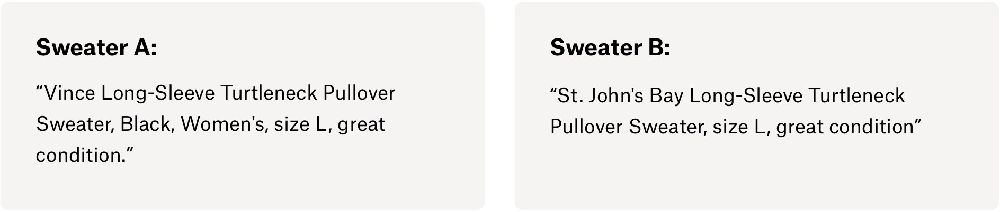 Sweater A:
“Vince Long-Sleeve Turtleneck Pullover
Sweater, Black, Women's, size L, great
condition.”
Sweater B:
“St. John's Bay Long-Sleeve Turtleneck
Pullover Sweater, size L, great condition”